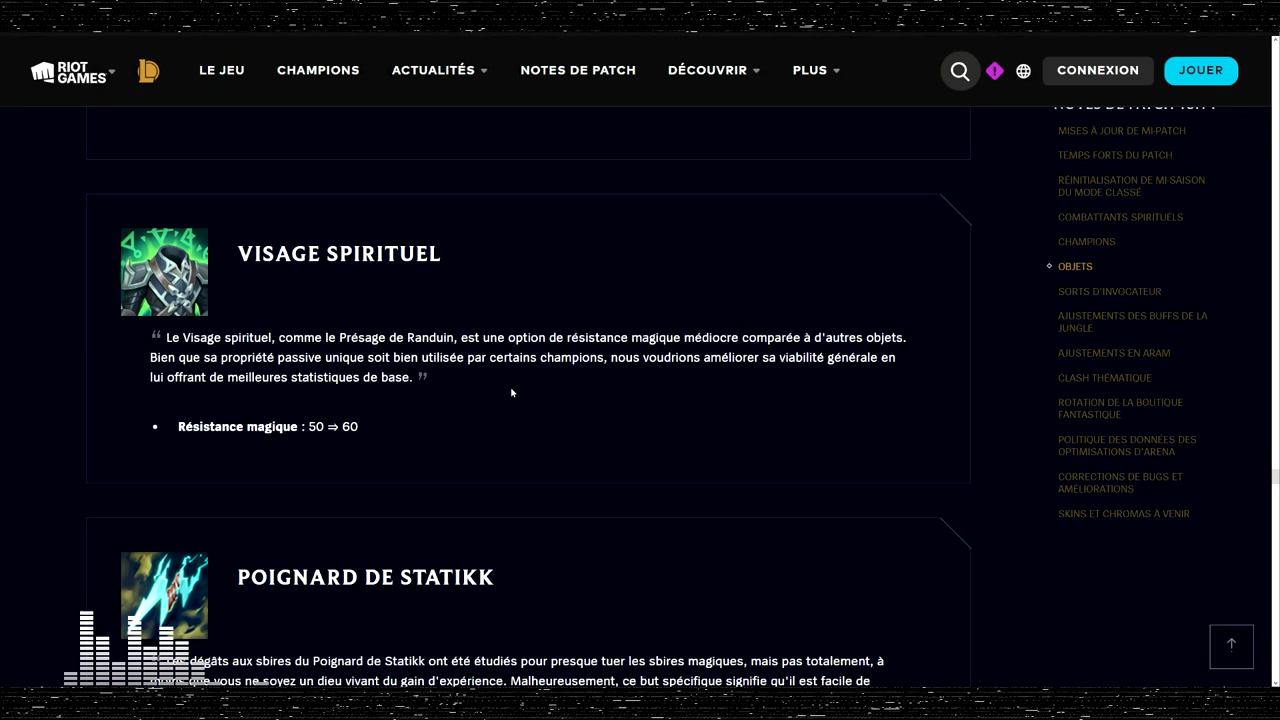 RIOT GAMES
LE JEU
CHAMPIONS
ACTUALITÉS
NOTES DE PATCH
DÉCOUVRIR
PLUS
CONNEXION
JOUER
MISES À JOUR DE MI-PATCH
TEMPS FORTS DU PATCH
RÉINITIALISATION DE MI-SAISON
DU MODE CLASSÉ
COMBATTANTS SPIRITUELS
CHAMPIONS
OBJETS
SORTS D'INVOCATEUR
AJUSTEMENTS DES BUFFS DE LA
JUNGLE
AJUSTEMENTS EN ARAM
CLASH THÉMATIQUE
ROTATION DE LA BOUTIQUE
FANTASTIQUE
POLITIQUE DES DONNÉES DES
OPTIMISATIONS D'ARENA
CORRECTIONS DE BUGS ET
AMÉLIORATIONS
SKINS ET CHROMAS À VENIR
VISAGE SPIRITUEL
“ Le Visage spirituel, comme le Présage de Randuin, est une option de résistance magique médiocre comparée à d'autres objets.
Bien que sa propriété passive unique soit bien utilisée par certains champions, nous voudrions améliorer sa viabilité générale en
lui offrant de meilleures statistiques de base. ”
• Résistance magique : 50 ⇒ 60
POIGNARD DE STATIKK
dégâts aux sbires du Poignard de Statikk ont été étudiés pour presque tuer les sbires magiques, mais pas totalement, à
vous ne soyez un dieu vivant du gain d'expérience. Malheureusement, ce but spécifique signifie qu'il est facile de